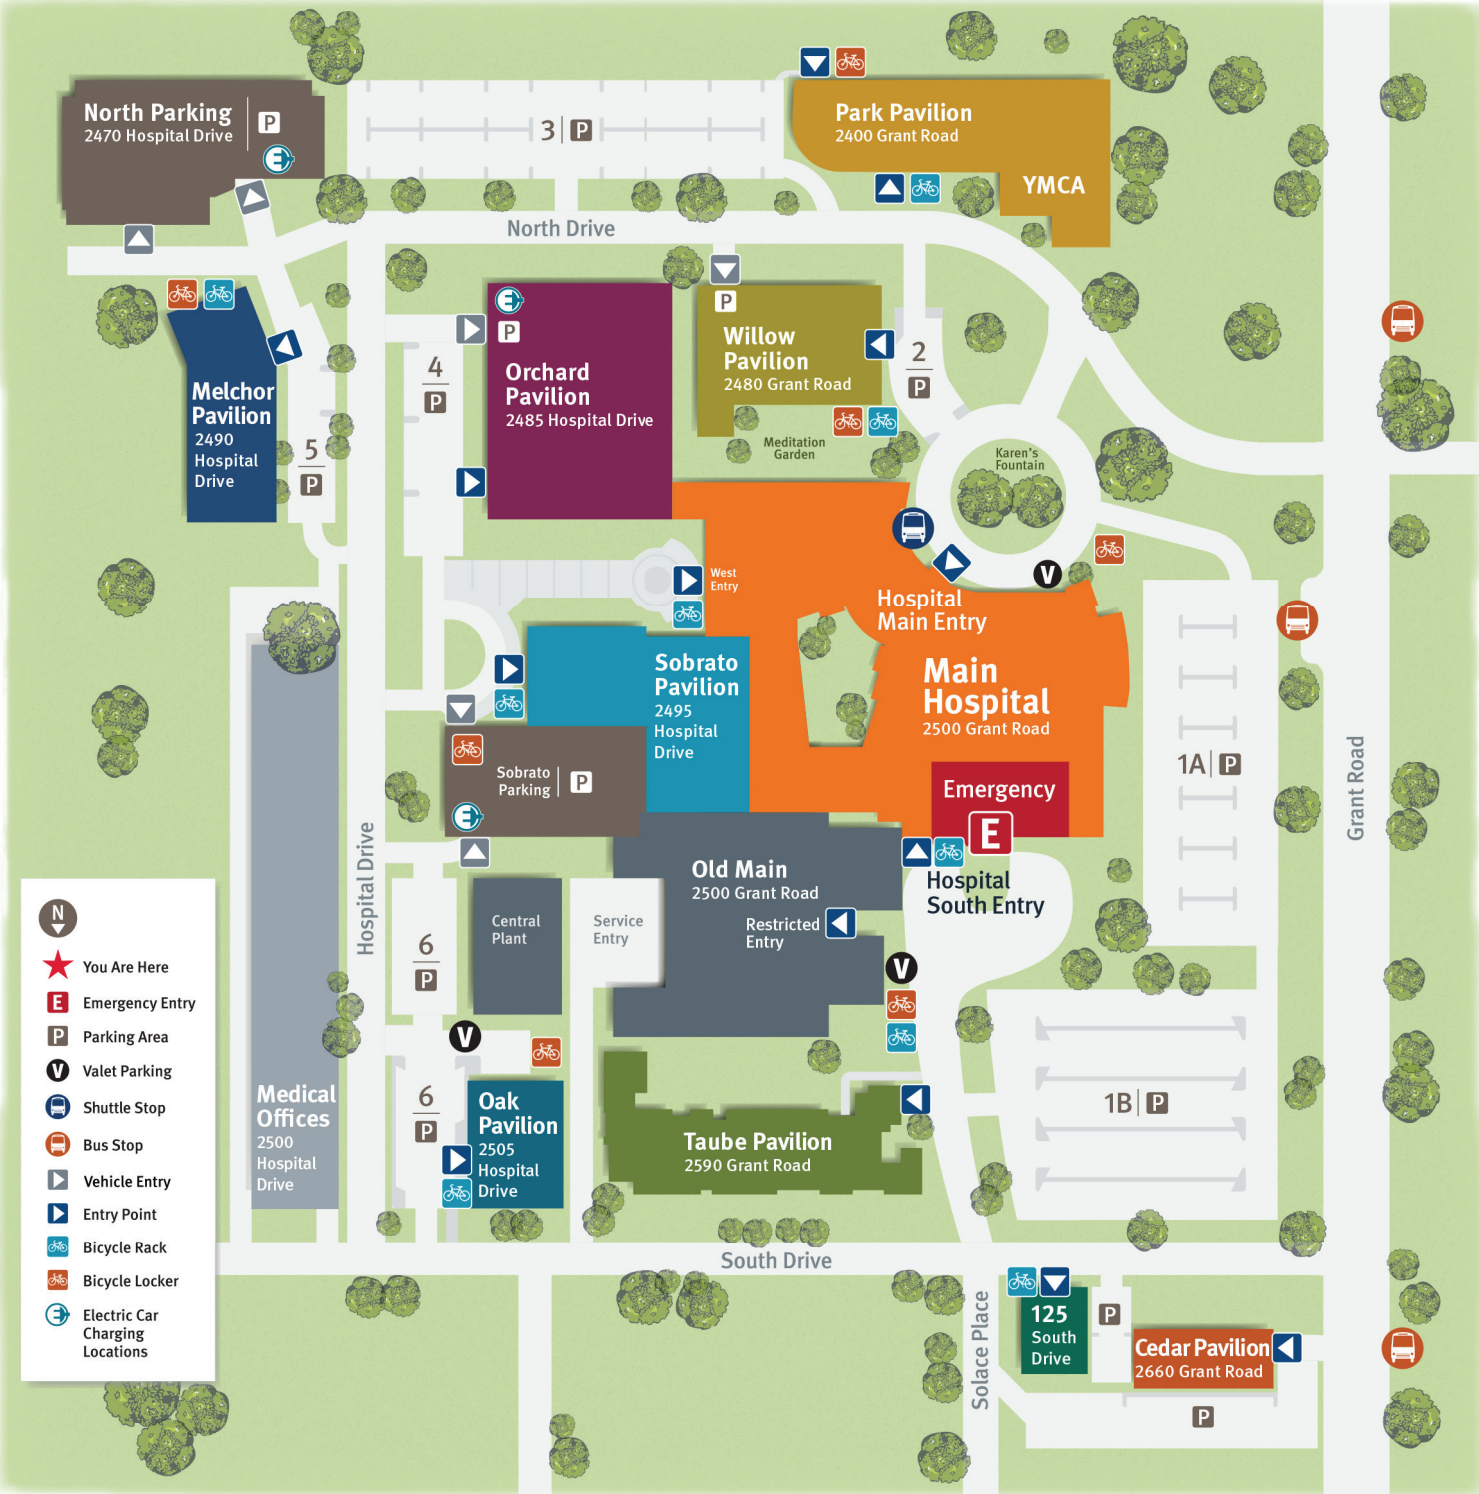 North Parking
2470 Hospital Drive
P
3 P
Park Pavilion
2400 Grant Road
YMCA
North Drive
Melchor
Pavilion
2490
Hospital
Drive
5
P
4
P
E
P
Orchard
Pavilion
2485 Hospital Drive
P
Willow
Pavilion
2480 Grant Road
2
P
Meditation
Garden
Karen's
Fountain
West
Entry
V
Hospital
Main Entry
Main
Hospital
2500 Grant Road
Sobrato
Pavilion
2495
Hospital
Drive
Sobrato
Parking
P
E
1A P
Grant Road
Emergency
E
Hospital
South Entry
Old Main
2500 Grant Road
Restricted
Entry
V
Hospital Drive
Central
Plant
Service
Entry
6
P
V
6
P
Oak
Pavilion
2505
Hospital
Drive
Medical
Offices
2500
Hospital
Drive
Taube Pavilion
2590 Grant Road
1B P
South Drive
Solace Place
125
South
Drive
P
Cedar Pavilion
2660 Grant Road
P
N
You Are Here
E Emergency Entry
P Parking Area
V Valet Parking
Shuttle Stop
Bus Stop
Vehicle Entry
Entry Point
Bicycle Rack
Bicycle Locker
E Electric Car
Charging
Locations